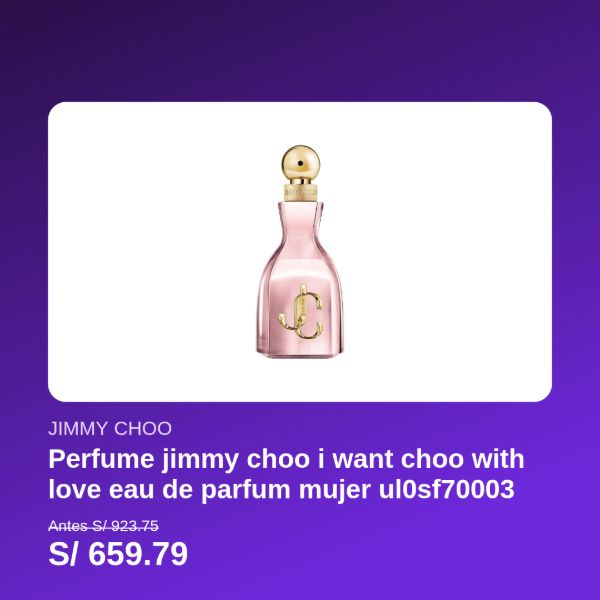 JC
JIMMY CHOO
Perfume jimmy choo i want choo with
love eau de parfum mujer ul0sf70003
Antes S/ 923.75
S/ 659.79